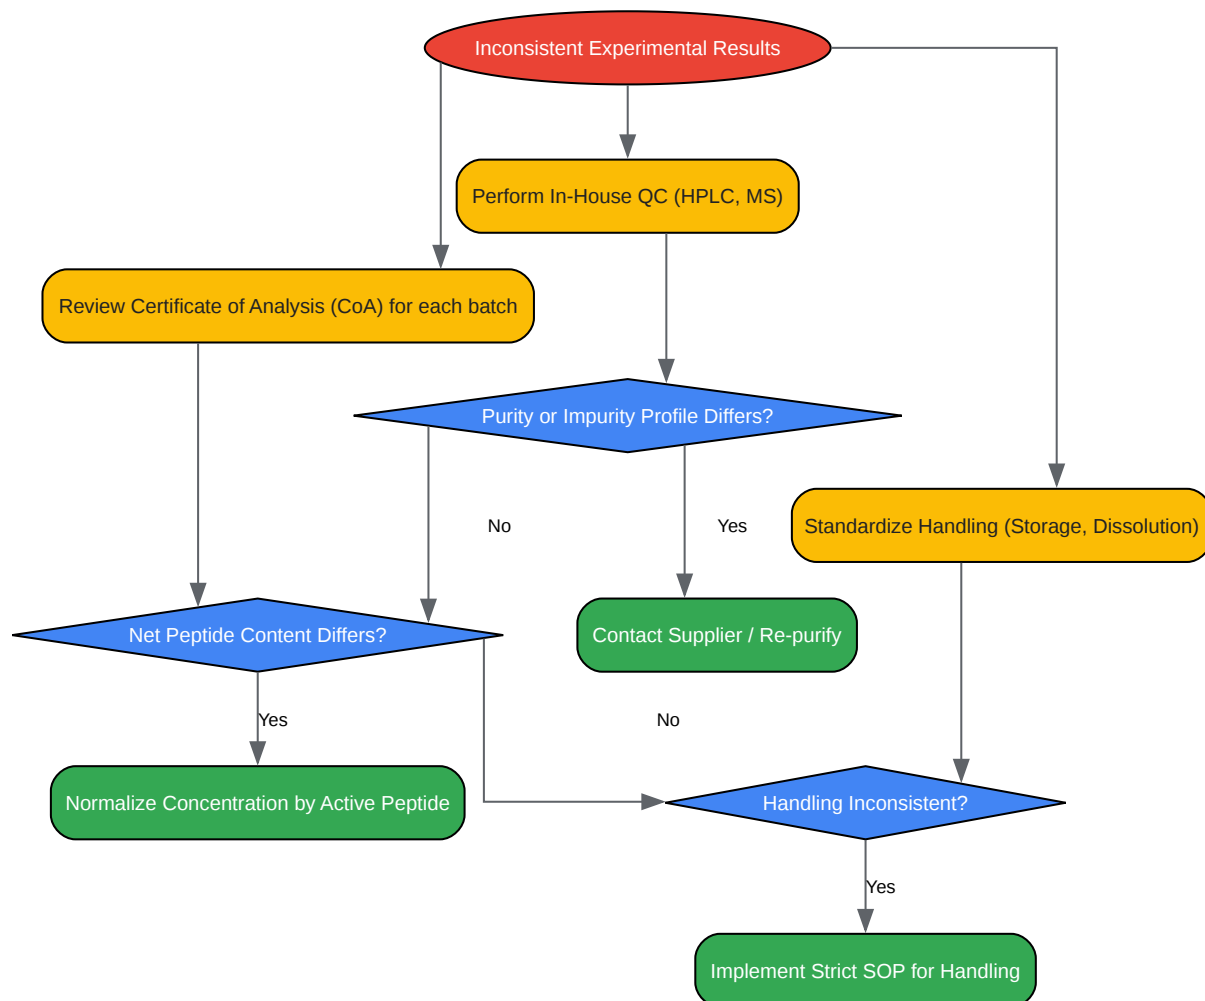 Inconsistent Experimental Results
Perform In-House QC (HPLC, MS)
Review Certificate of Analysis (CoA) for each batch
Purity or Impurity Profile Differs?
No
Yes
Standardize Handling (Storage, Dissolution)
Net Peptide Content Differs?
Contact Supplier / Re-purify
Yes
No
Normalize Concentration by Active Peptide
Handling Inconsistent?
Yes
Implement Strict SOP for Handling